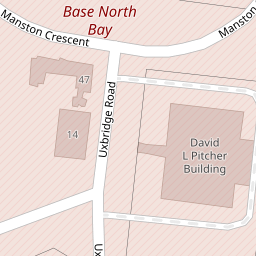 Base North
Bay
Manston Crescent
Manston
47
14
Uxbridge Road
David
L Pitcher
Building
Ux